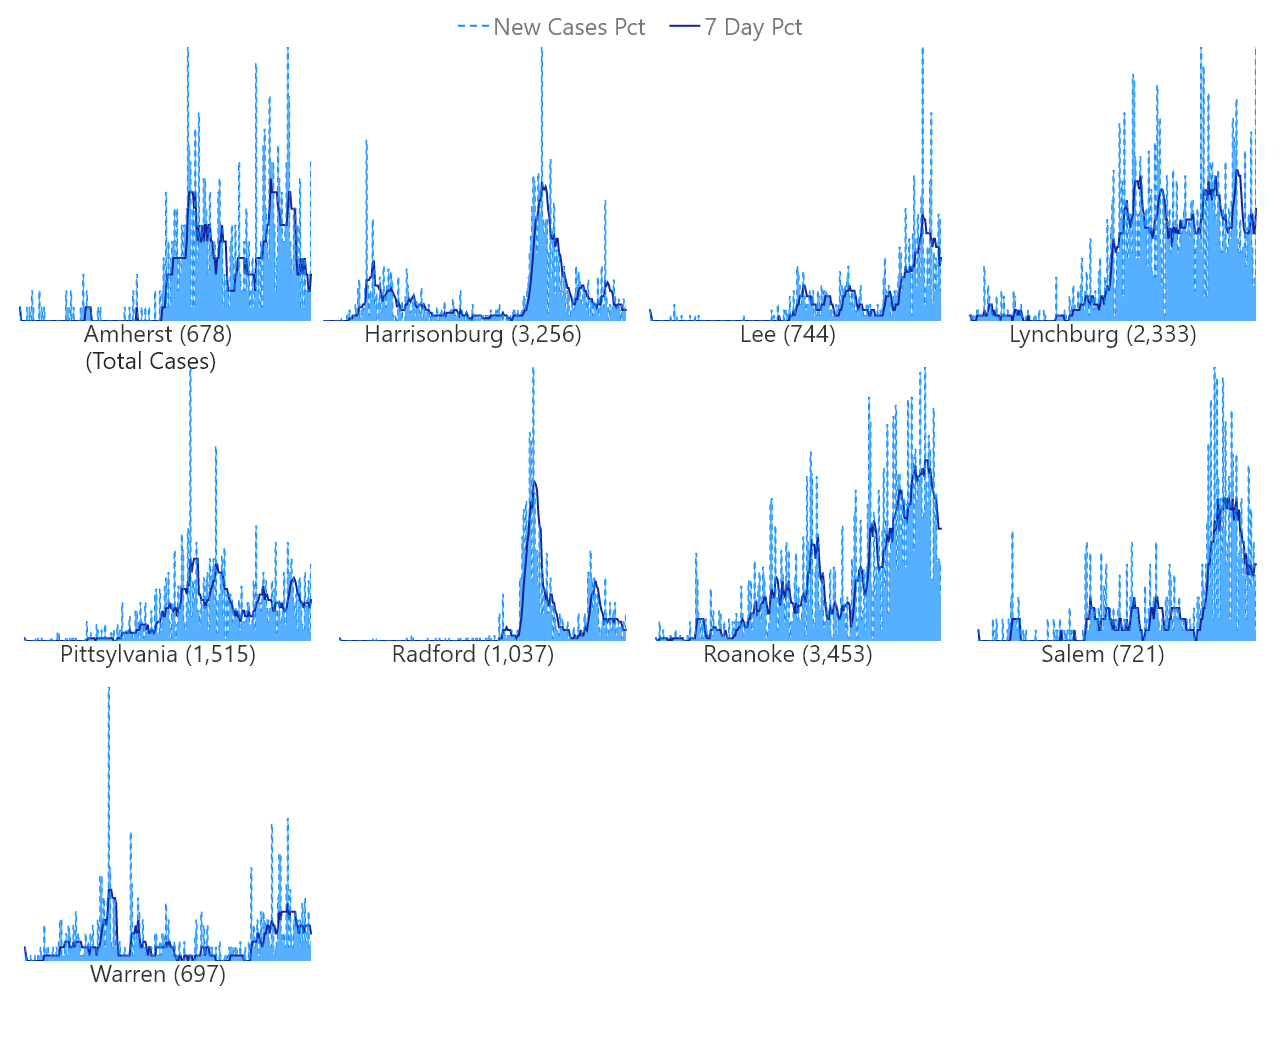 New Cases Pct 7 Day Pct
Amherst (678)
(Total Cases)
Harrisonburg (3,256)
Lee (744)
Lynchburg (2,333)
Pittsylvania (1,515)
Radford (1,037)
Roanoke (3,453)
Salem (721)
Warren (697)